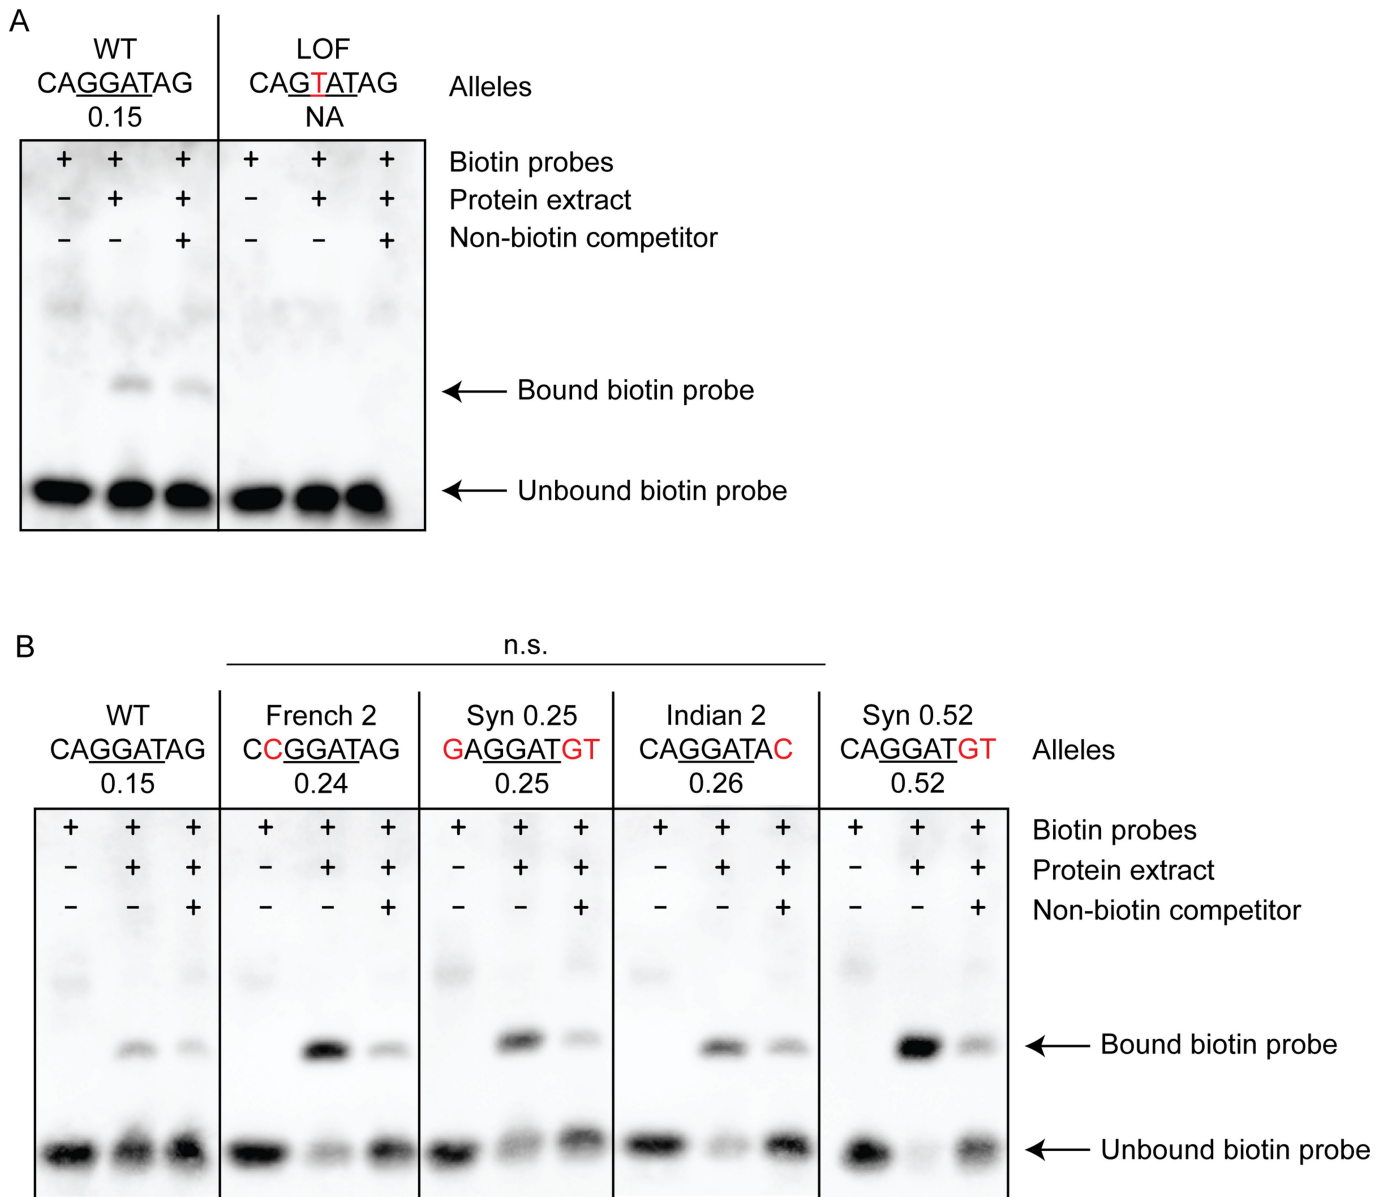 A
WT LOF
CAGGATAG CAGTATAG Alleles
0.15 NA
+ + + + + + Biotin probes
− + + − + + Protein extract
− − + − − + Non-biotin competitor
Bound biotin probe
Unbound biotin probe
B
n.s.
WT French 2 Syn 0.25 Indian 2 Syn 0.52
CAGGATAG CCGGATAG GAGGATGT CAGGATAC CAGGATGT Alleles
0.15 0.24 0.25 0.26 0.52
+ + + + + + + + + + + + + + + Biotin probes
− + + − + + − + + − + + − + + Protein extract
− − + − − + − − + − − + − − + Non-biotin competitor
Bound biotin probe
Unbound biotin probe